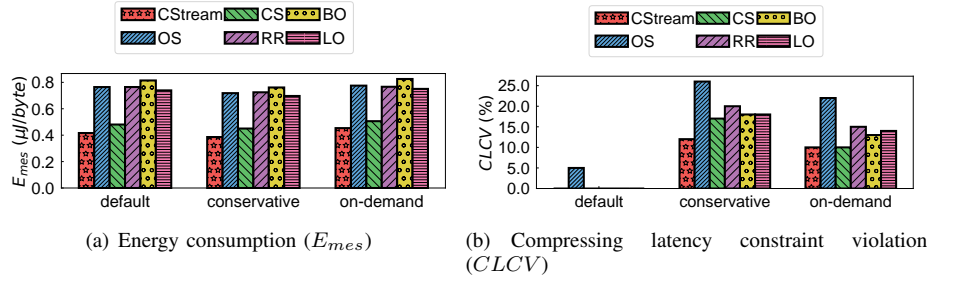 CStream CS BO
OS RR LO
E_mes (μJ/byte)
0.8
0.6
0.4
0.2
0.0
default conservative on-demand
(a) Energy consumption (E_mes)
CStream CS BO
OS RR LO
CLCV (%)
25.0
20.0
15.0
10.0
5.0
0.0
default conservative on-demand
(b) Compressing latency constraint violation
(CLCV)